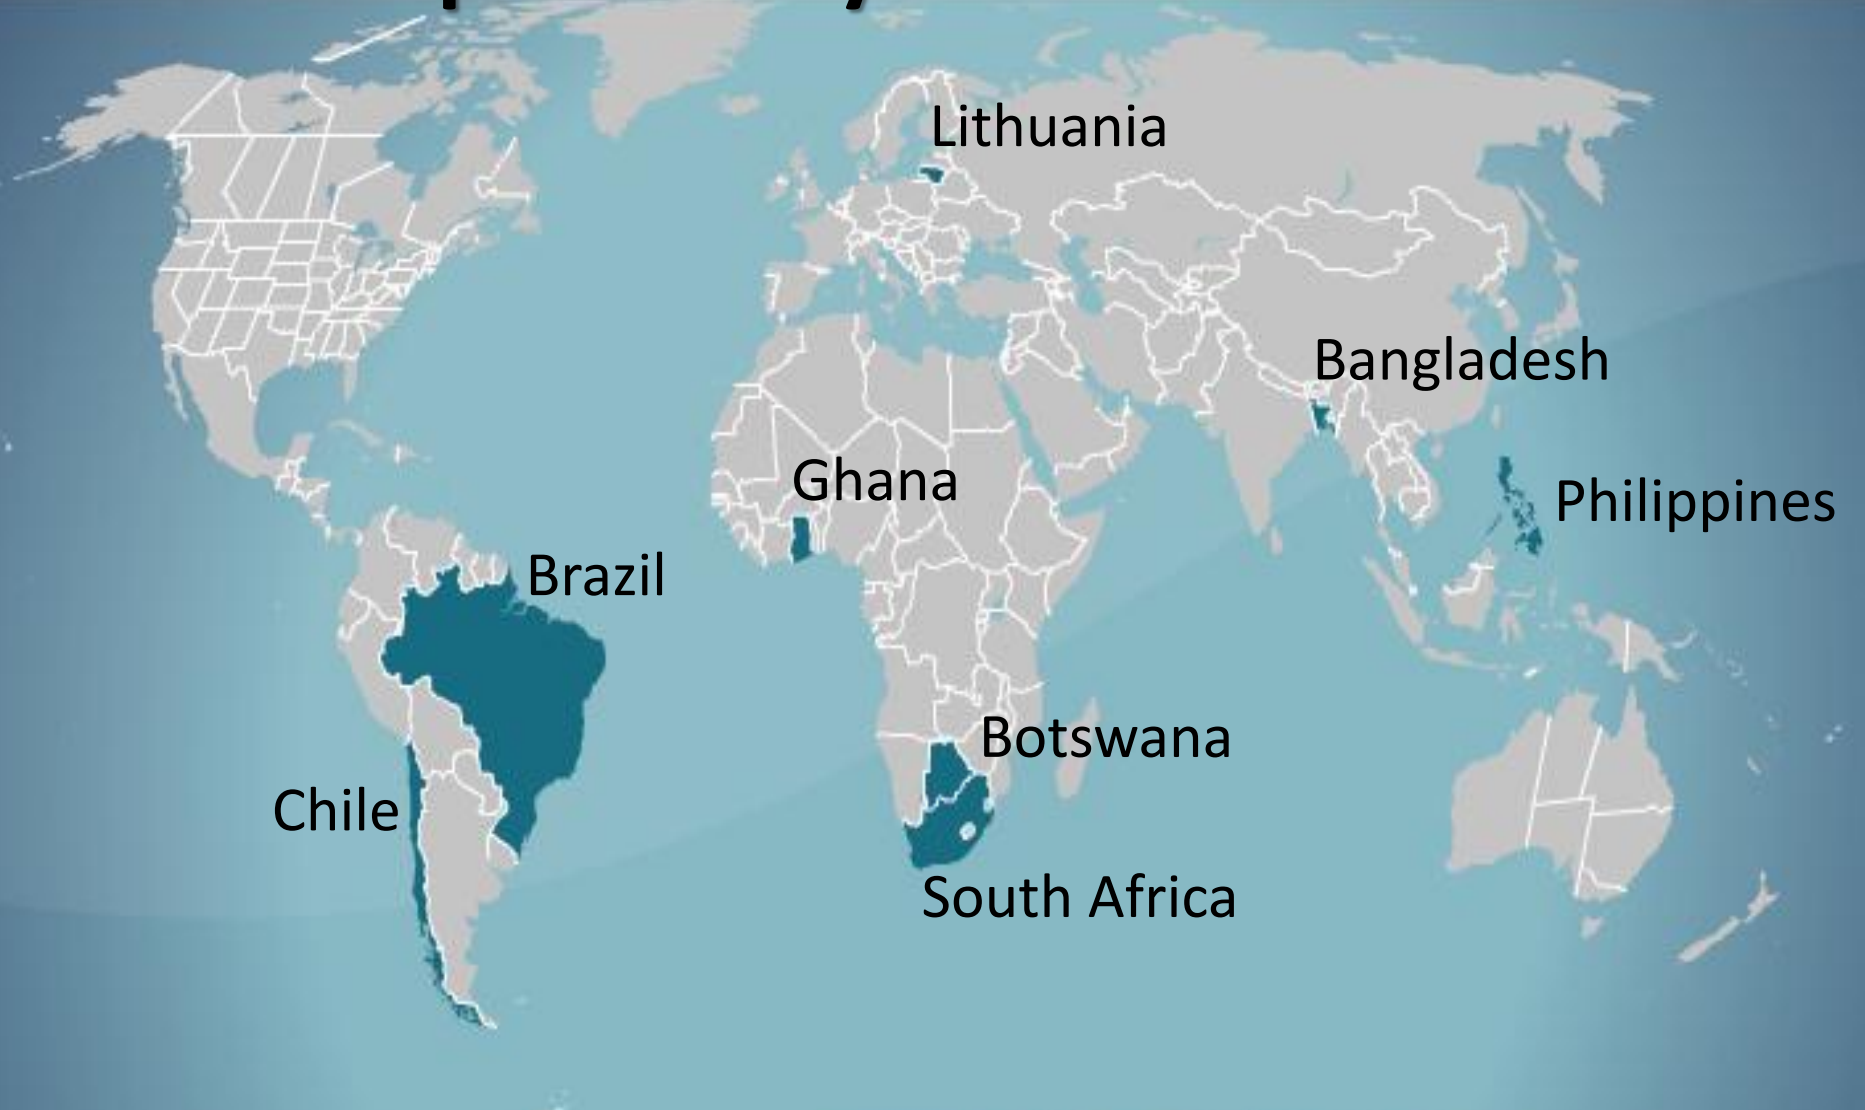 Lithuania
Bangladesh
Ghana
Philippines
Brazil
Botswana
Chile
South Africa